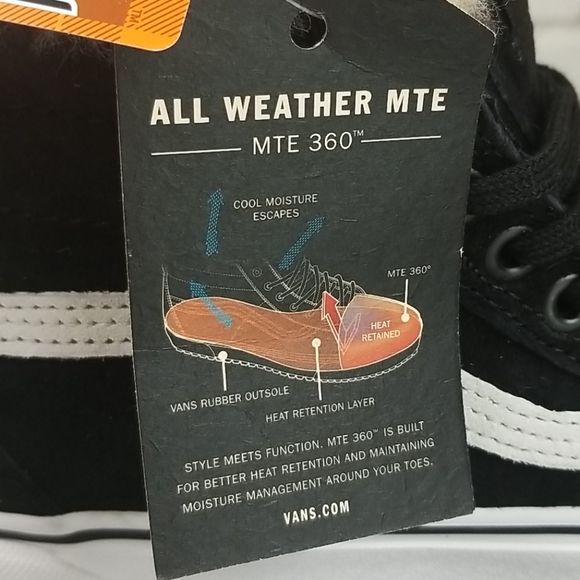 ALL WEATHER MTE
MTE 360™
COOL MOISTURE
ESCAPES
MTE 360°
HEAT
RETAINED
VANS RUBBER OUTSOLE
HEAT RETENTION LAYER
STYLE MEETS FUNCTION. MTE 360™ IS BUILT
FOR BETTER HEAT RETENTION AND MAINTAINING
MOISTURE MANAGEMENT AROUND YOUR TOES.
VANS.COM